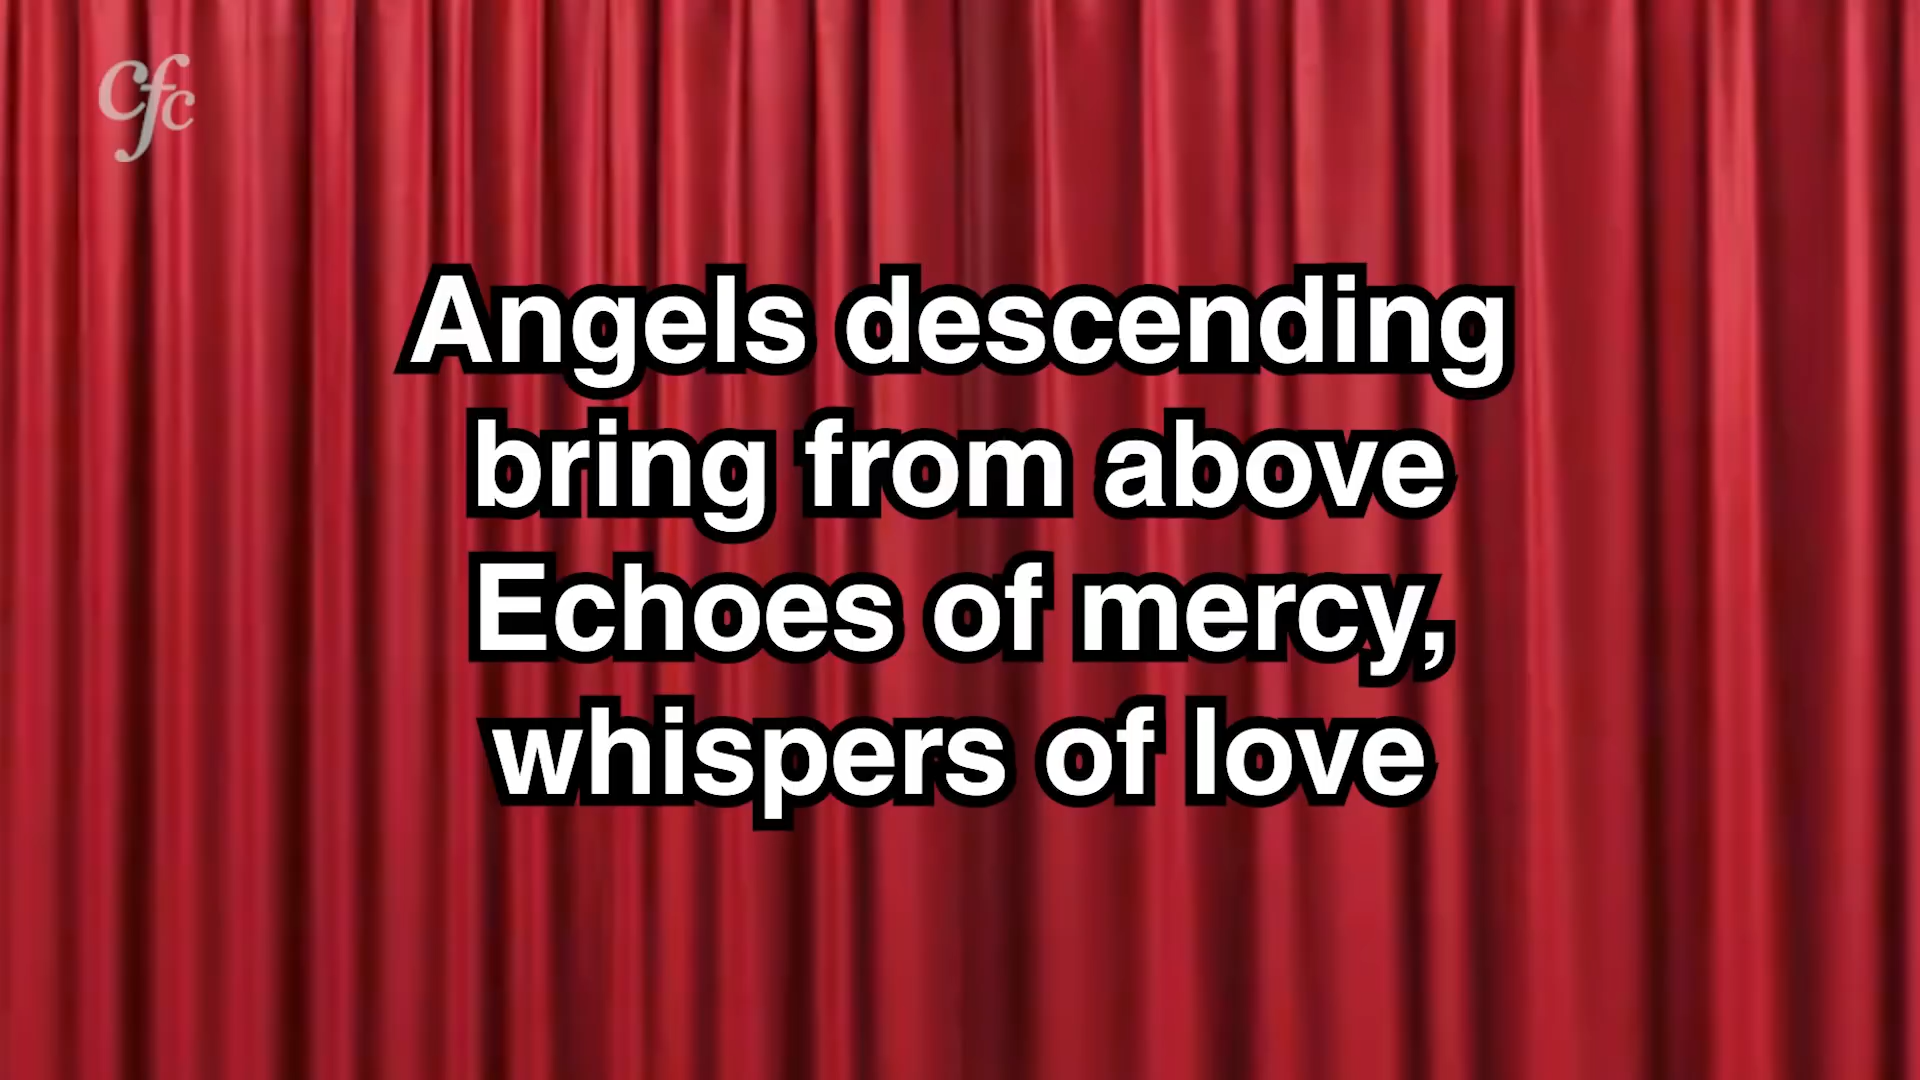 cfc
Angels descending
bring from above
Echoes of mercy,
whispers of love